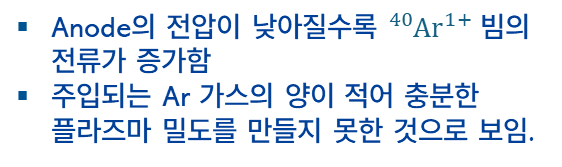 ▪ Anode의 전압이 낮아질수록 ⁴⁰Ar¹⁺ 빔의
전류가 증가함
▪ 주입되는 Ar 가스의 양이 적어 충분한
플라즈마 밀도를 만들지 못한 것으로 보임.